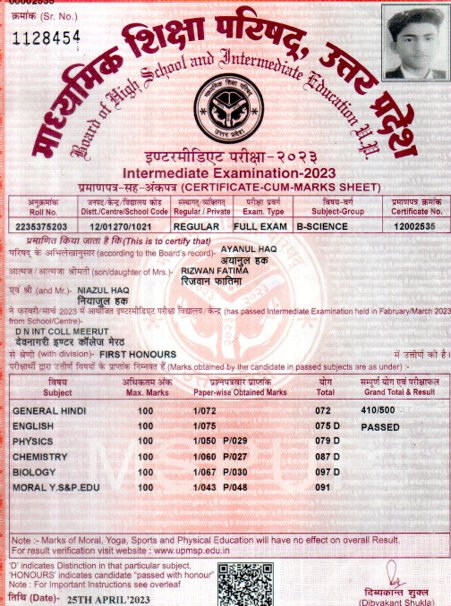 00002535
क्रमांक (Sr. No.)
1128454
माध्यमिक शिक्षा परिषद, उत्तर प्रदेश
Board of High School and Intermediate Education U.P.
इण्टरमीडिएट परीक्षा-२०२३
Intermediate Examination-2023
प्रमाणपत्र-सह-अंकपत्र (CERTIFICATE-CUM-MARKS SHEET)
अनुक्रमांक जनपद/केन्द्र/विद्यालय कोड संस्थागत/व्यक्तिगत परीक्षा प्रकार विषय-वर्ग प्रमाणपत्र क्रमांक
Roll No. Distt./Centre/School Code Regular / Private Exam. Type Subject-Group Certificate No.
2235375203 12/01270/1021 REGULAR FULL EXAM B-SCIENCE 12002535
प्रमाणित किया जाता है कि(This is to certify that)
परिषद के अभिलेखानुसार (according to the Board's record) AYANUL HAQ
अयानुल हक
आत्मज / आत्मजा श्रीमती (son/daughter of Mrs.)- RIZWAN FATIMA
रिजवान फातिमा
एवं श्री (and Mr.)- NIAZUL HAQ
नियाजुल हक
ने फरवरी/मार्च 2023 में आयोजित इण्टरमीडिएट परीक्षा विद्यालय/केन्द्र (has passed Intermediate Examination held in Fabruary/March 2023
from School/Centre)-
D N INT COLL MEERUT
देवनागरी इण्टर कॉलेज मेरठ
से श्रेणी (with division)- FIRST HONOURS में उत्तीर्ण की है।
परीक्षार्थी द्वारा उत्तीर्ण विषयों के प्राप्तांक निम्नवत हैं (Marks obtained by the candidate in passed subjects are as under) :-
विषय अधिकतम अंक प्रश्नपत्रवार प्राप्तांक योग सम्पूर्ण योग एवं परीक्षाफल
Subject Max. Marks Paper-wise Obtained Marks Total Grand Total & Result
GENERAL HINDI 100 1/072 072 410/500
ENGLISH 100 1/075 075 D PASSED
PHYSICS 100 1/050 P/029 079 D
CHEMISTRY 100 1/060 P/027 087 D
BIOLOGY 100 1/067 P/030 097 D
MORAL Y.S&P.EDU 100 1/043 P/048 091
Note :- Marks of Moral, Yoga, Sports and Physical Education will have no effect on overall Result.
For result verification visit website : www.upmsp.edu.in
'D' indicates Distinction in that particular subject,
'HONOURS' indicates candidate "passed with honour"
Note : For Important Instructions see overleaf
तिथि (Date)- 25TH APRIL'2023
दिब्यकान्त शुक्ल
(Dibyakant Shukla)